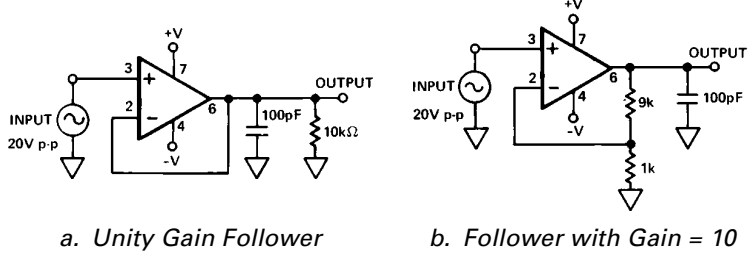 +V
3
7
+
2
−
6
4
-V
INPUT
20V p-p
100pF
10kΩ
OUTPUT
a. Unity Gain Follower
+V
3
7
+
2
−
6
4
-V
INPUT
20V p-p
9k
1k
100pF
OUTPUT
b. Follower with Gain = 10